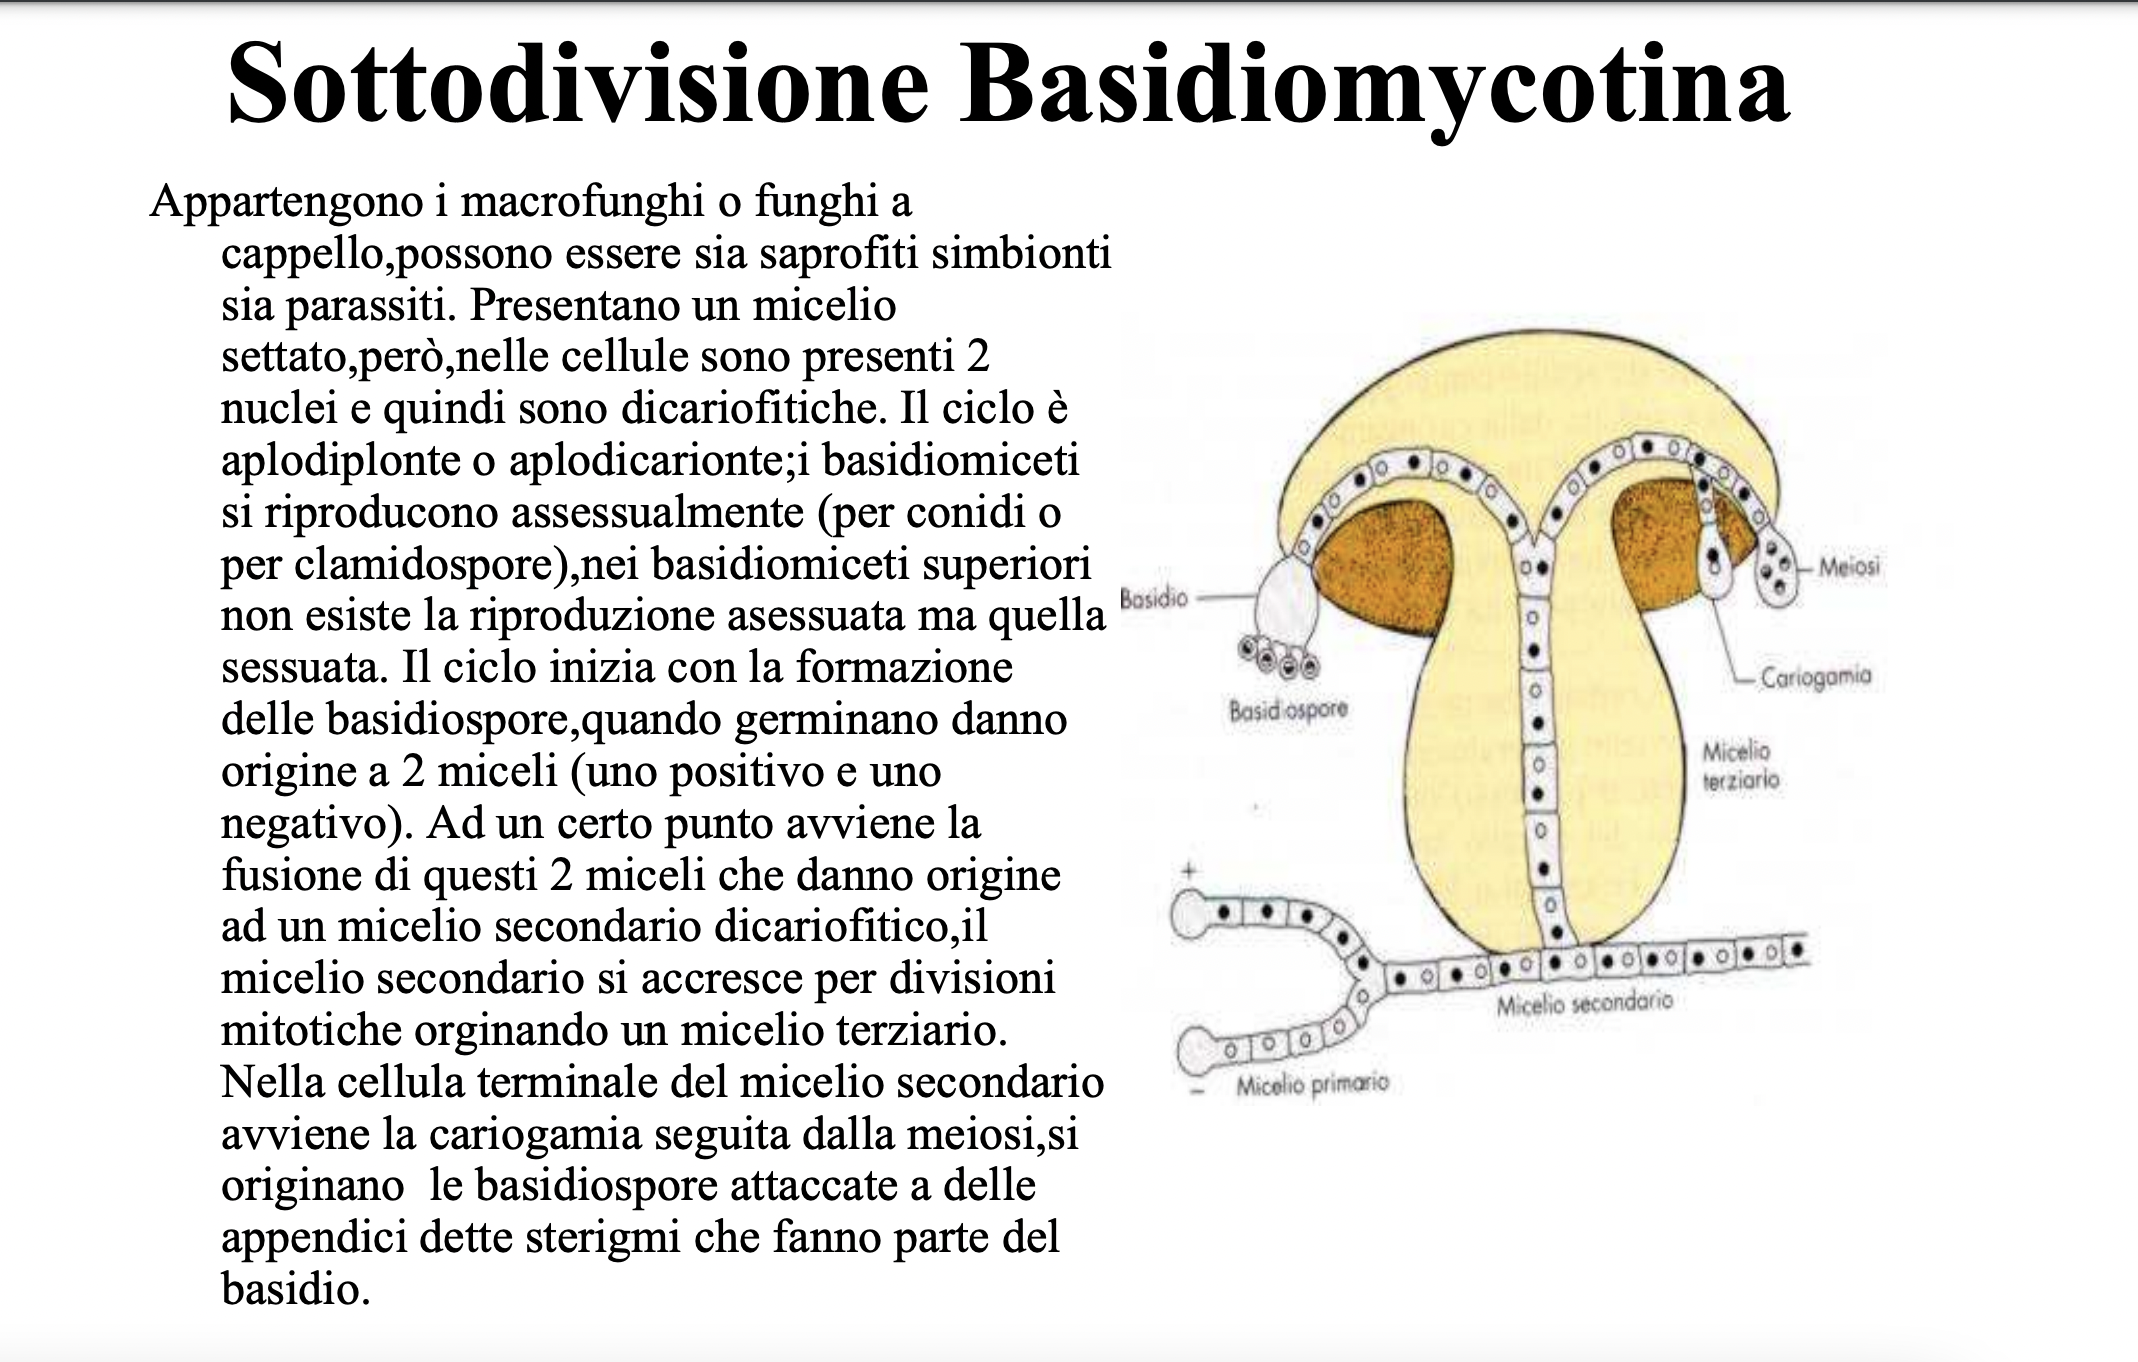 Sottodivisione Basidiomycotina
Appartengono i macrofunghi o funghi a
cappello,possono essere sia saprofiti simbionti
sia parassiti. Presentano un micelio
settato,però,nelle cellule sono presenti 2
nuclei e quindi sono dicariofitiche. Il ciclo è
aplodiplonte o aplodicarionte;i basidiomiceti
si riproducono assessualmente (per conidi o
per clamidospore),nei basidiomiceti superiori
non esiste la riproduzione asessuata ma quella
sessuata. Il ciclo inizia con la formazione
delle basidiospore,quando germinano danno
origine a 2 miceli (uno positivo e uno
negativo). Ad un certo punto avviene la
fusione di questi 2 miceli che danno origine
ad un micelio secondario dicariofitico,il
micelio secondario si accresce per divisioni
mitotiche orginando un micelio terziario.
Nella cellula terminale del micelio secondario
avviene la cariogamia seguita dalla meiosi,si
originano  le basidiospore attaccate a delle
appendici dette sterigmi che fanno parte del
basidio.
Basidio
Meiosi
Cariogamia
Basidiospore
Micelio
terziario
+
Micelio secondario
–
Micelio primario